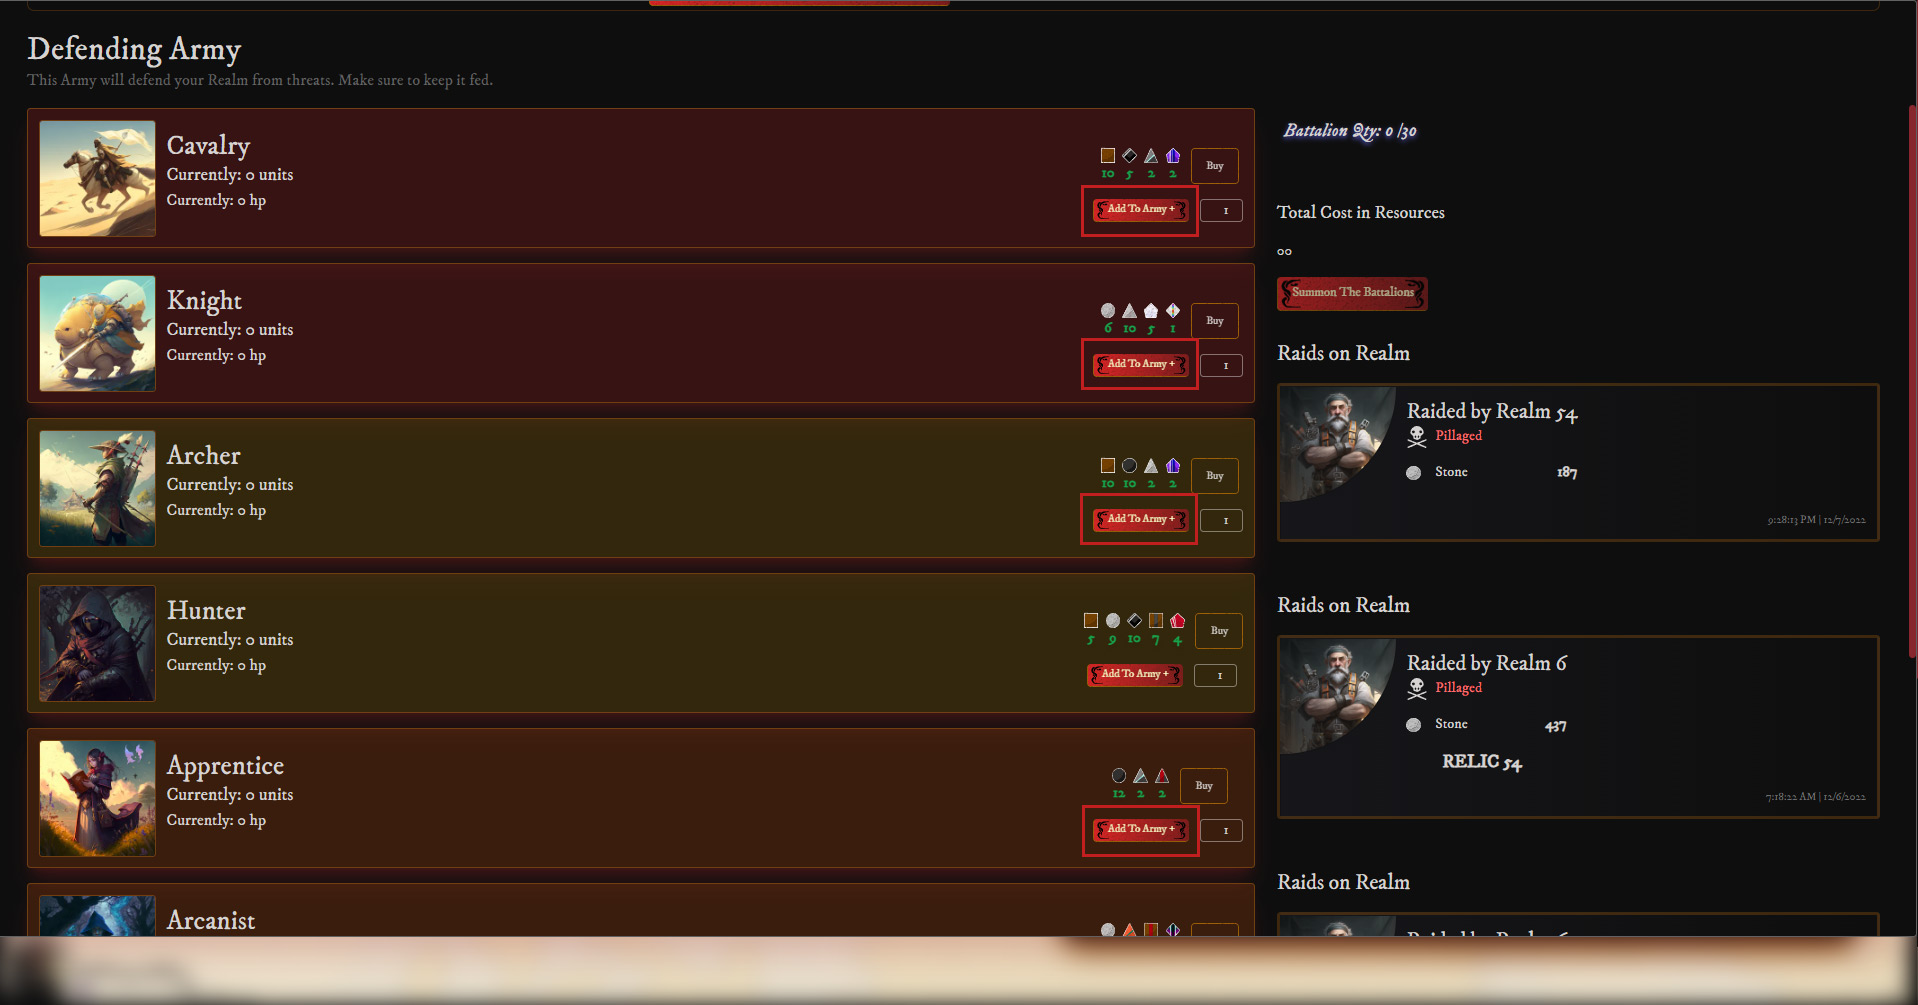 Defending Army
This Army will defend your Realm from threats. Make sure to keep it fed.
Cavalry
Currently: 0 units
Currently: 0 hp
10 5 2 2
Buy
Add To Army +
1
Knight
Currently: 0 units
Currently: 0 hp
6 10 5 1
Buy
Add To Army +
1
Archer
Currently: 0 units
Currently: 0 hp
10 10 2 2
Buy
Add To Army +
1
Hunter
Currently: 0 units
Currently: 0 hp
5 9 10 7 4
Buy
Add To Army +
1
Apprentice
Currently: 0 units
Currently: 0 hp
12 2 2
Buy
Add To Army +
1
Arcanist
Battalion Qty: 0 /30
Total Cost in Resources
00
Summon The Battalions
Raids on Realm
Raided by Realm 54
Pillaged
Stone 187
9:28:13 PM | 12/7/2022
Raids on Realm
Raided by Realm 6
Pillaged
Stone 437
RELIC 54
7:18:22 AM | 12/6/2022
Raids on Realm
Raided by Realm 6